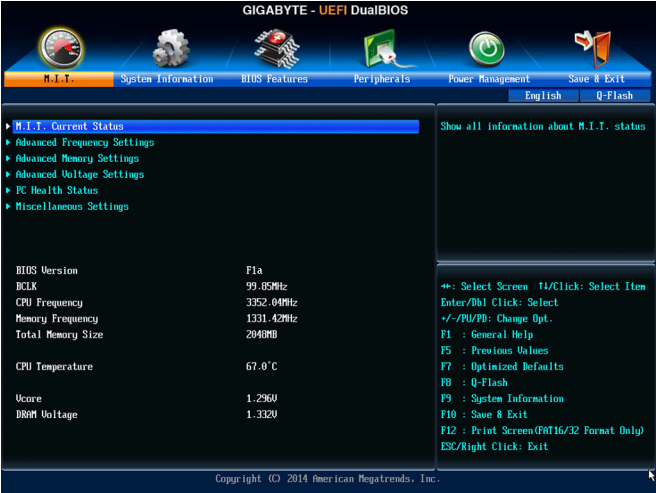 GIGABYTE - UEFI DualBIOS
M.I.T. System Information BIOS Features Peripherals Power Management Save & Exit
English Q-Flash
M.I.T. Current Status
Advanced Frequency Settings
Advanced Memory Settings
Advanced Voltage Settings
PC Health Status
Miscellaneous Settings
BIOS Version F1a
BCLK 99.85MHz
CPU Frequency 3352.04MHz
Memory Frequency 1331.42MHz
Total Memory Size 2048MB
CPU Temperature 67.0°C
Vcore 1.296V
DRAM Voltage 1.332V
Show all information about M.I.T. status
↔: Select Screen ↑↓/Click: Select Item
Enter/Dbl Click: Select
+/-/PU/PD: Change Opt.
F1 : General Help
F5 : Previous Values
F7 : Optimized Defaults
F8 : Q-Flash
F9 : System Information
F10 : Save & Exit
F12 : Print Screen(FAT16/32 Format Only)
ESC/Right Click: Exit
Copyright (C) 2014 American Megatrends, Inc.